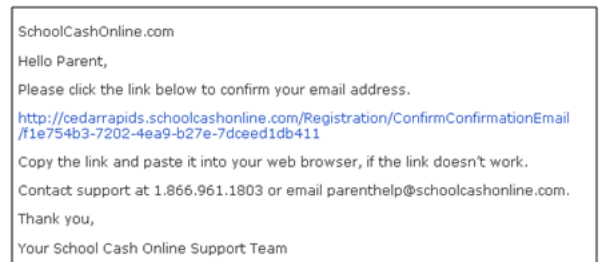 SchoolCashOnline.com
Hello Parent,
Please click the link below to confirm your email address.
http://cedarrapids.schoolcashonline.com/Registration/ConfirmConfirmationEmail
/f1e754b3-7202-4ea9-b27e-7dceed1db411
Copy the link and paste it into your web browser, if the link doesn't work.
Contact support at 1.866.961.1803 or email parenthelp@schoolcashonline.com.
Thank you,
Your School Cash Online Support Team